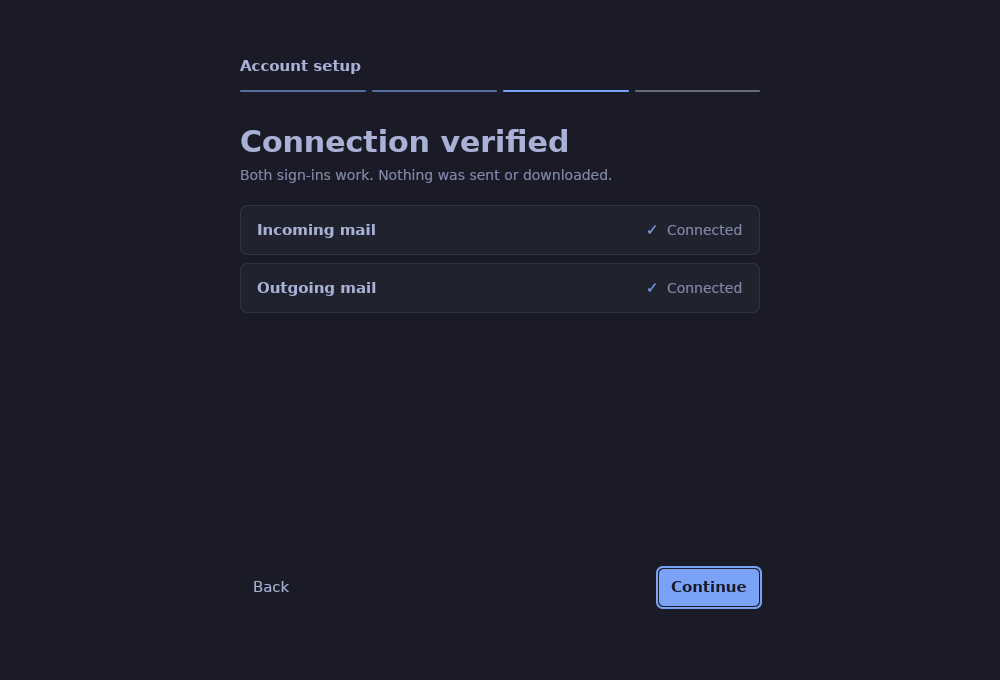 Account setup
Connection verified
Both sign-ins work. Nothing was sent or downloaded.
Incoming mail ✓ Connected
Outgoing mail ✓ Connected
Back Continue